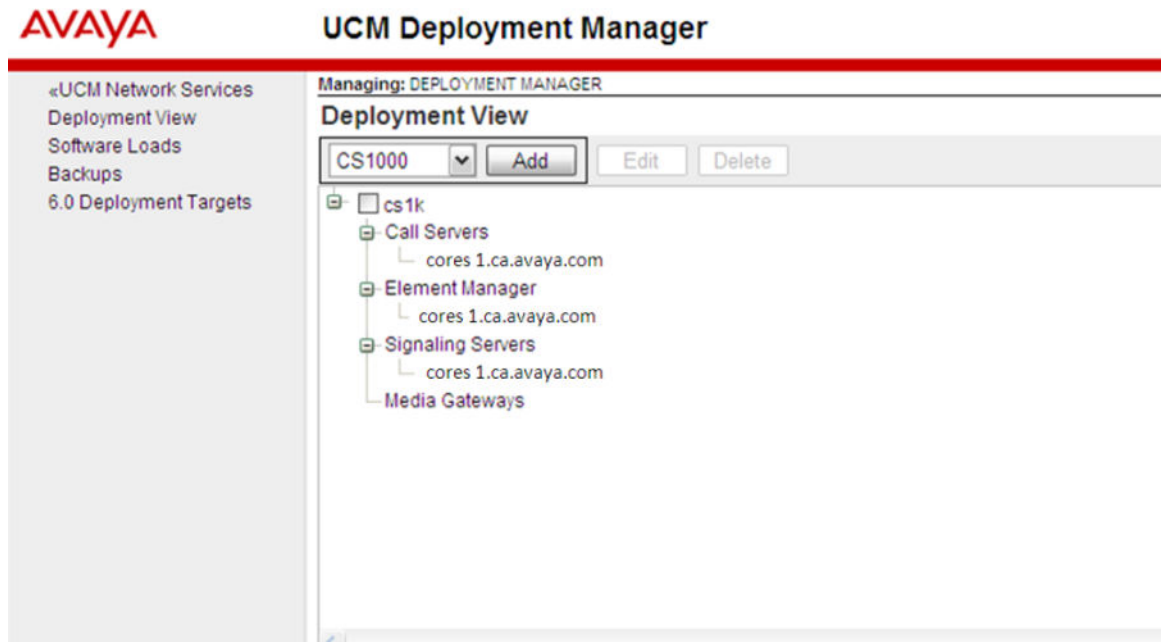 AVAYA
UCM Deployment Manager
«UCM Network Services
Deployment View
Software Loads
Backups
6.0 Deployment Targets
Managing: DEPLOYMENT MANAGER
Deployment View
CS1000 Add Edit Delete
cs1k
Call Servers
cores 1.ca.avaya.com
Element Manager
cores 1.ca.avaya.com
Signaling Servers
cores 1.ca.avaya.com
Media Gateways